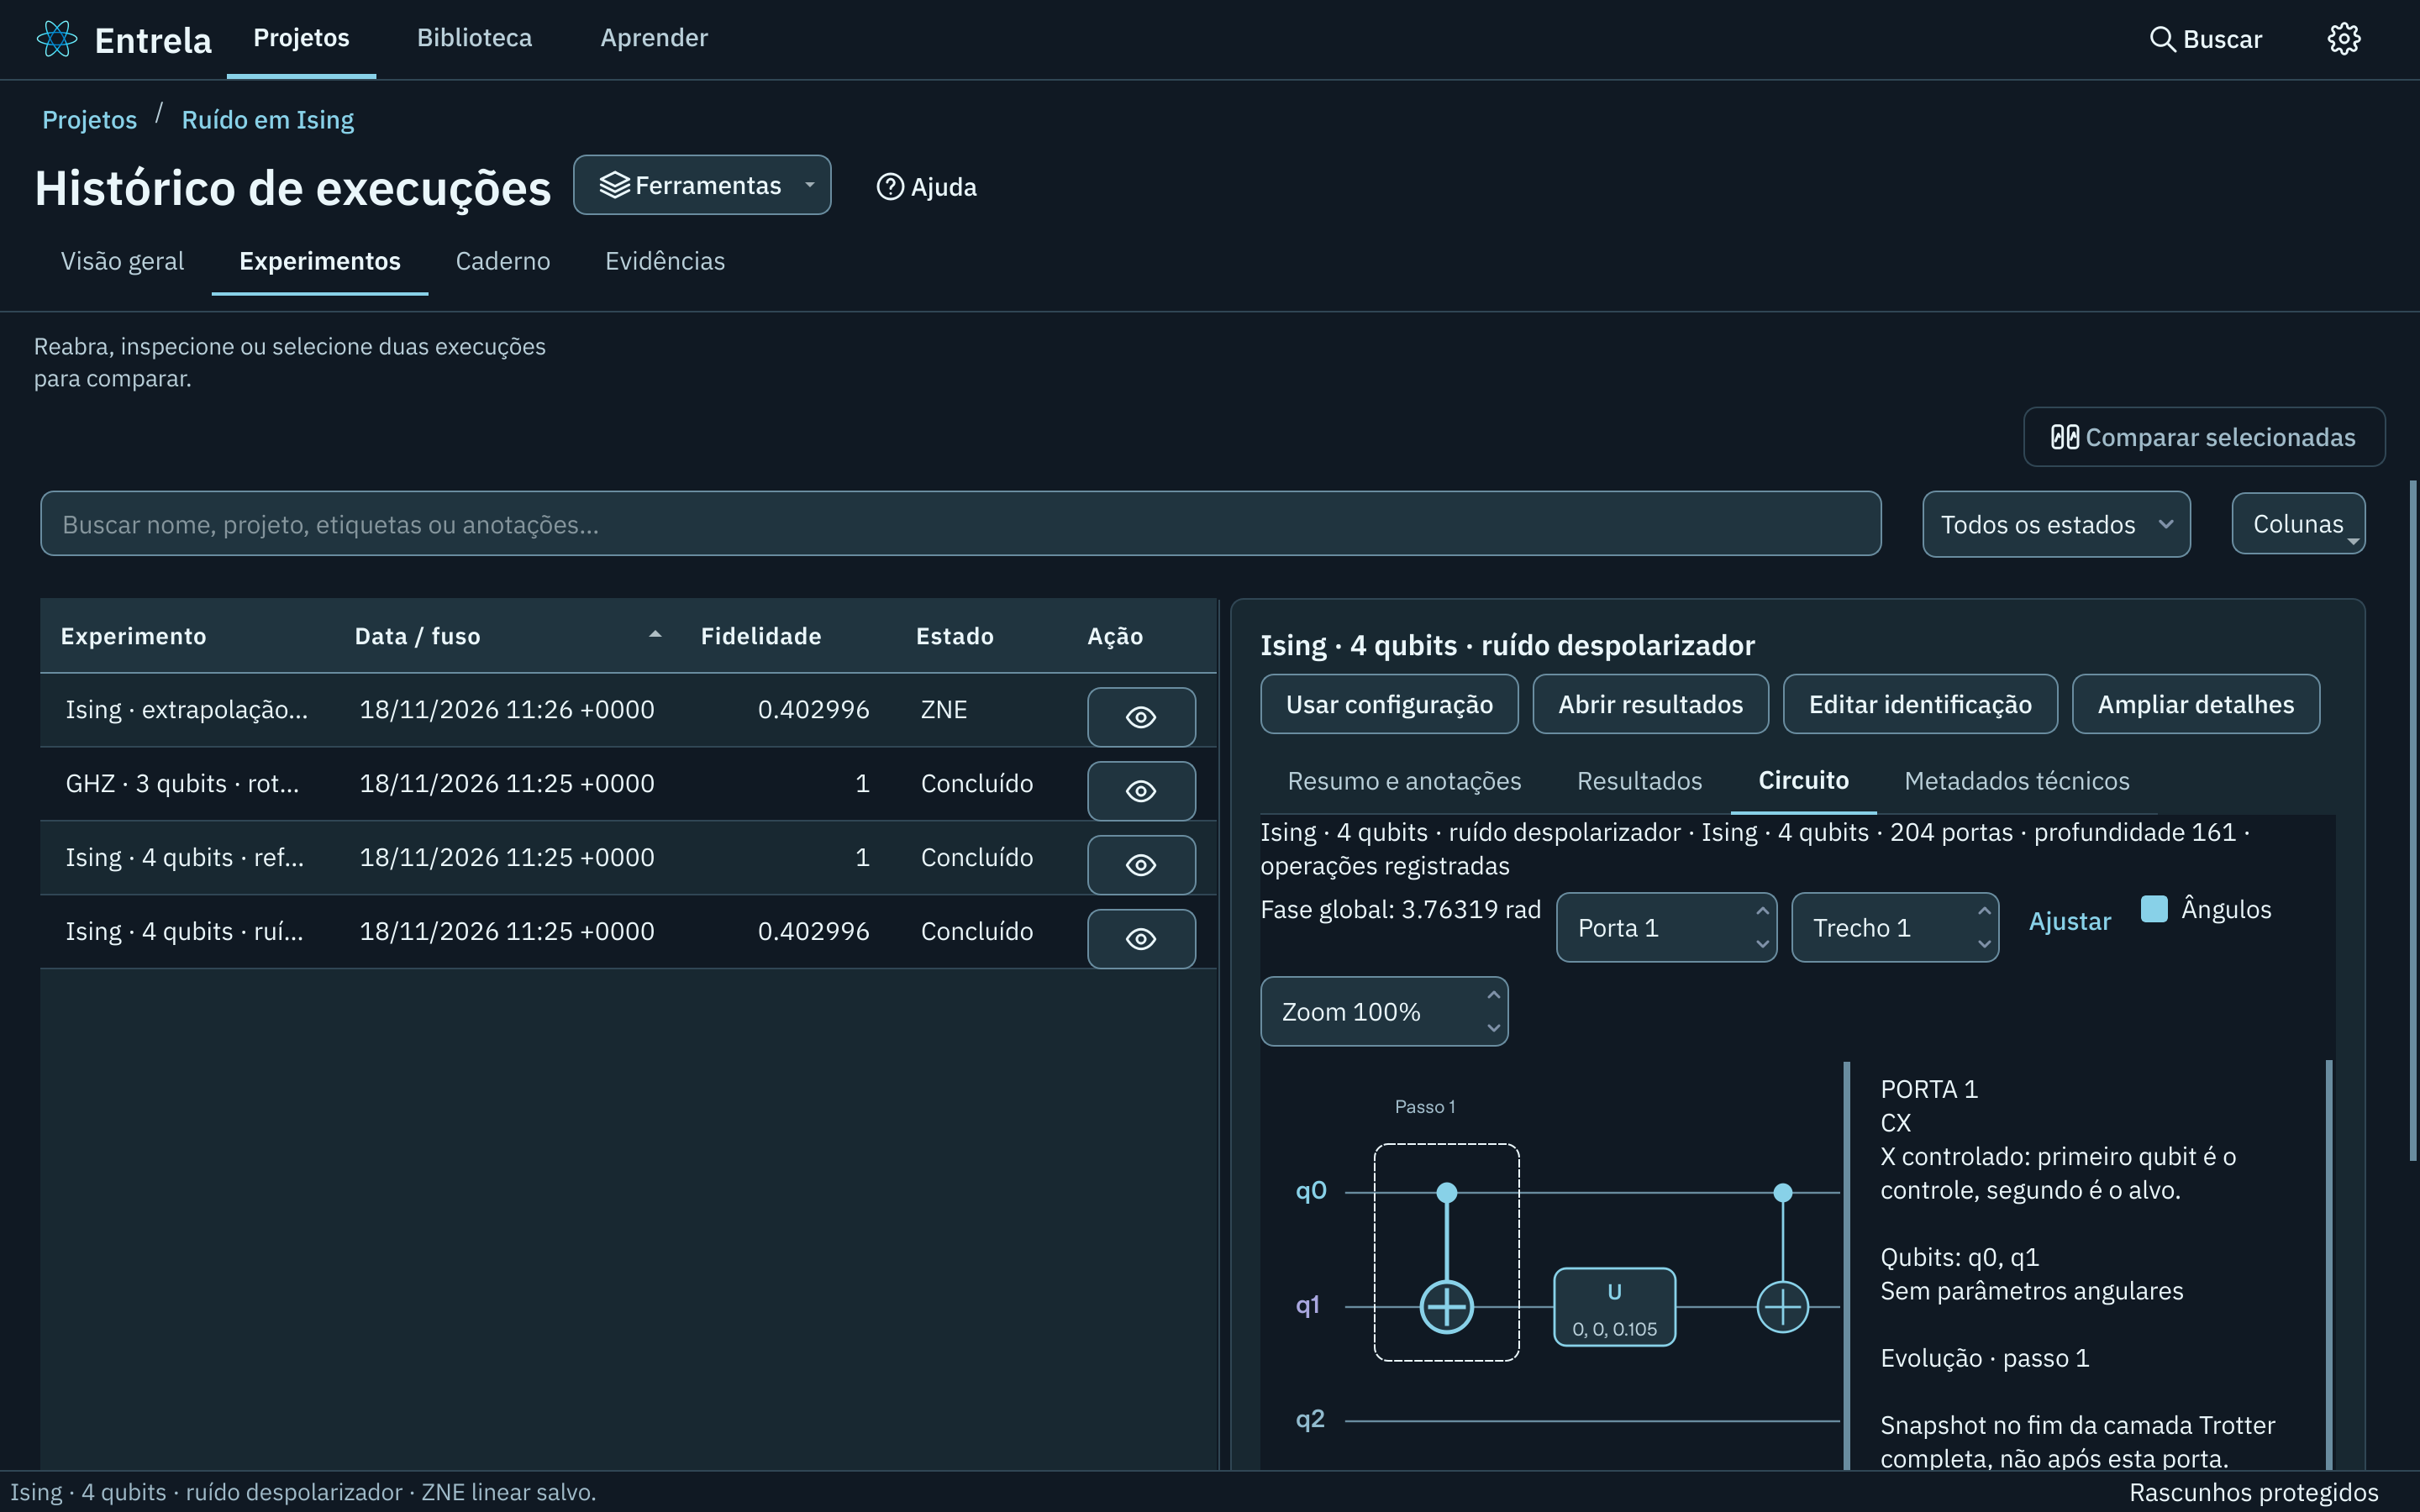 Entrela
Projetos
Biblioteca
Aprender
Buscar
Projetos / Ruído em Ising
Histórico de execuções
Ferramentas
Ajuda
Visão geral
Experimentos
Caderno
Evidências
Reabra, inspecione ou selecione duas execuções
para comparar.
Comparar selecionadas
Buscar nome, projeto, etiquetas ou anotações...
Todos os estados
Colunas
Experimento Data / fuso Fidelidade Estado Ação
Ising · extrapolação... 18/11/2026 11:26 +0000 0.402996 ZNE
GHZ · 3 qubits · rot... 18/11/2026 11:25 +0000 1 Concluído
Ising · 4 qubits · ref... 18/11/2026 11:25 +0000 1 Concluído
Ising · 4 qubits · ruí... 18/11/2026 11:25 +0000 0.402996 Concluído
Ising · 4 qubits · ruído despolarizador
Usar configuração
Abrir resultados
Editar identificação
Ampliar detalhes
Resumo e anotações
Resultados
Circuito
Metadados técnicos
Ising · 4 qubits · ruído despolarizador · Ising · 4 qubits · 204 portas · profundidade 161 ·
operações registradas
Fase global: 3.76319 rad
Porta 1
Trecho 1
Ajustar
Ângulos
Zoom 100%
Passo 1
q0
q1
U
0, 0, 0.105
q2
PORTA 1
CX
X controlado: primeiro qubit é o
controle, segundo é o alvo.
Qubits: q0, q1
Sem parâmetros angulares
Evolução · passo 1
Snapshot no fim da camada Trotter
completa, não após esta porta.
Ising · 4 qubits · ruído despolarizador · ZNE linear salvo.
Rascunhos protegidos